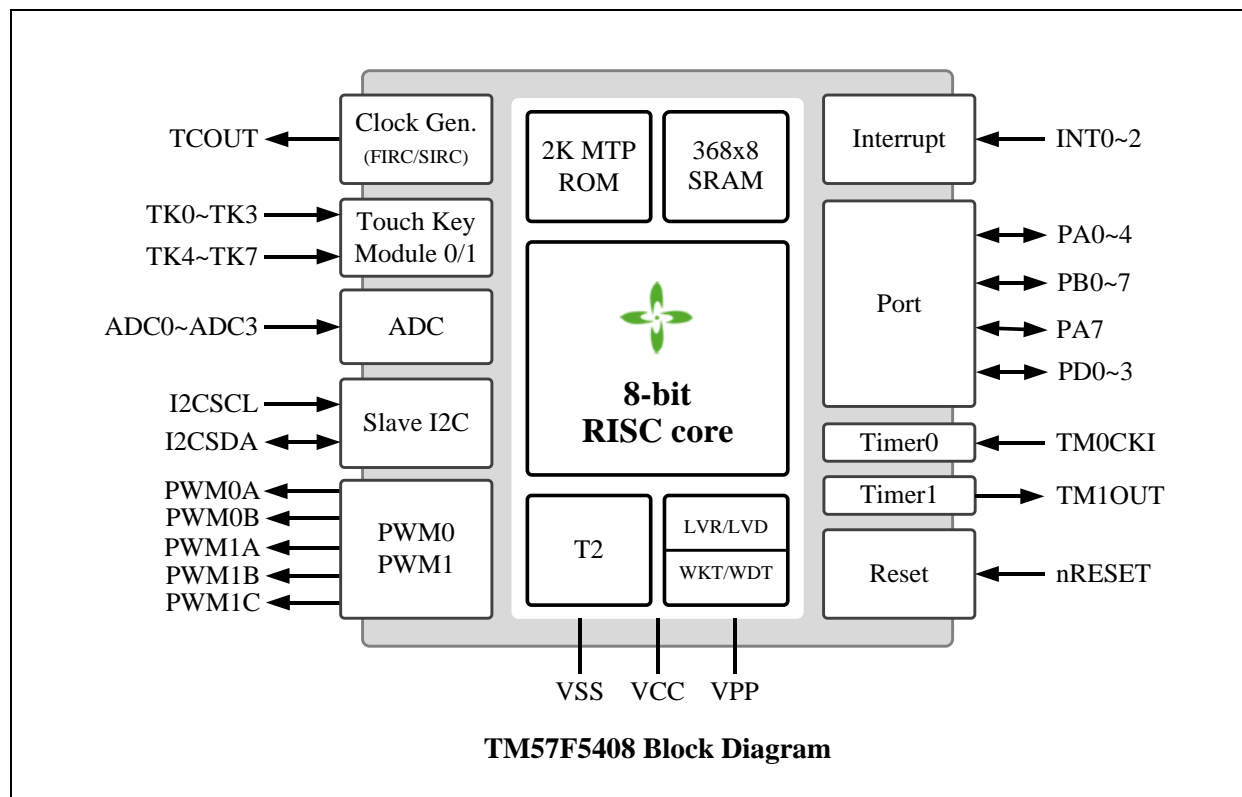 TCOUT
Clock Gen.
(FIRC/SIRC)
TK0~TK3
TK4~TK7
Touch Key
Module 0/1
ADC0~ADC3
ADC
I2CSCL
I2CSDA
Slave I2C
PWM0A
PWM0B
PWM1A
PWM1B
PWM1C
PWM0
PWM1
2K MTP
ROM
368x8
SRAM
8-bit
RISC core
T2
LVR/LVD
WKT/WDT
Interrupt
INT0~2
Port
PA0~4
PB0~7
PA7
PD0~3
Timer0
TM0CKI
Timer1
TM1OUT
Reset
nRESET
VSS
VCC
VPP
TM57F5408 Block Diagram